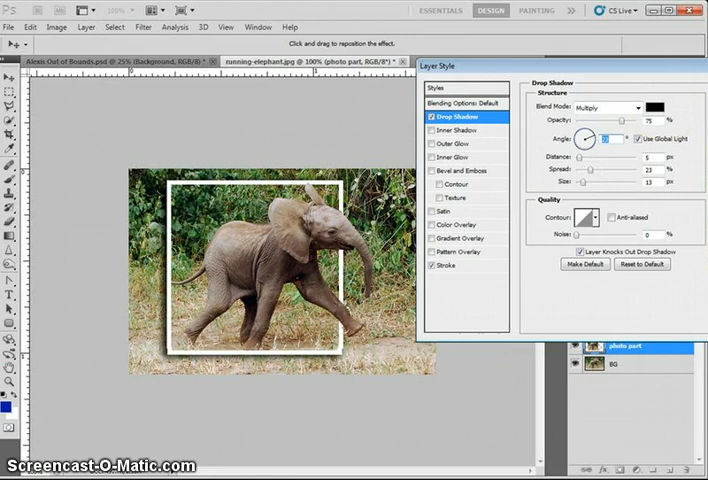 Ps
ESSENTIALS
DESIGN
PAINTING
CS Live
File Edit Image Layer Select Filter Analysis 3D View Window Help
Click and drag to reposition the effect.
Alexis Out of Bounds.psd @ 25% (Background, RGB/8) *
running-elephant.jpg @ 100% (photo part, RGB/8*) *
Layer Style
Styles
Blending Options: Default
Drop Shadow
Inner Shadow
Outer Glow
Inner Glow
Bevel and Emboss
Contour
Texture
Satin
Color Overlay
Gradient Overlay
Pattern Overlay
Stroke
Drop Shadow
Structure
Blend Mode: Multiply
Opacity: 75 %
Angle: ° Use Global Light
Distance: 5 px
Spread: 23 %
Size: 13 px
Quality
Contour: Anti-aliased
Noise: 0 %
Layer Knocks Out Drop Shadow
Make Default Reset to Default
photo part
BG
Screencast-O-Matic.com